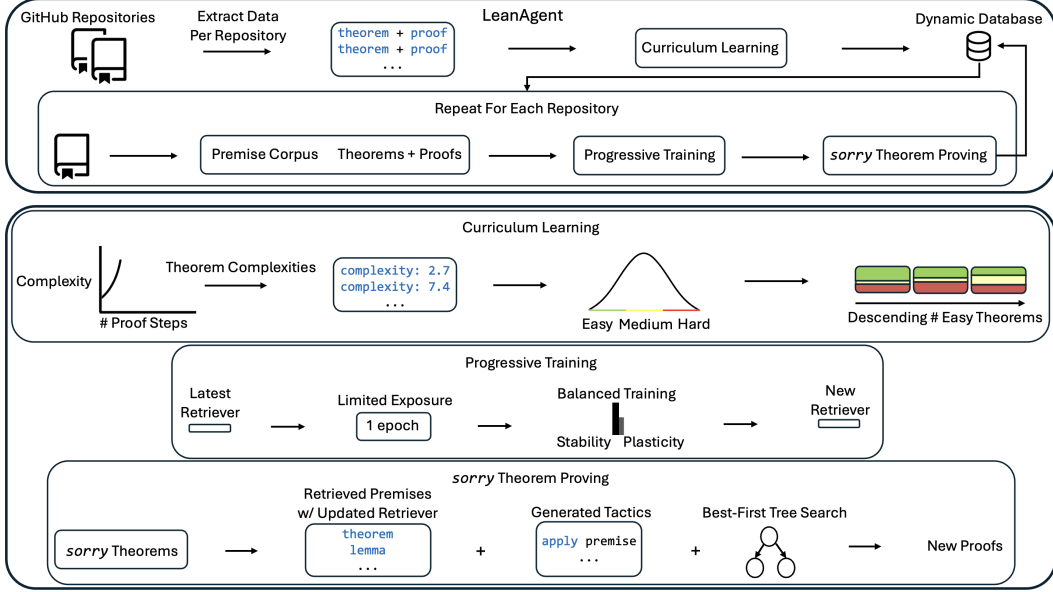 LeanAgent
GitHub Repositories
Extract Data
Per Repository
theorem + proof
theorem + proof
...
Curriculum Learning
Dynamic Database
Repeat For Each Repository
Premise Corpus Theorems + Proofs
Progressive Training
sorry Theorem Proving
Curriculum Learning
Complexity
# Proof Steps
Theorem Complexities
complexity: 2.7
complexity: 7.4
...
Easy Medium Hard
Descending # Easy Theorems
Progressive Training
Latest
Retriever
Limited Exposure
1 epoch
Balanced Training
Stability Plasticity
New
Retriever
sorry Theorem Proving
sorry Theorems
Retrieved Premises
w/ Updated Retriever
theorem
lemma
...
+
Generated Tactics
apply premise
...
+
Best-First Tree Search
New Proofs